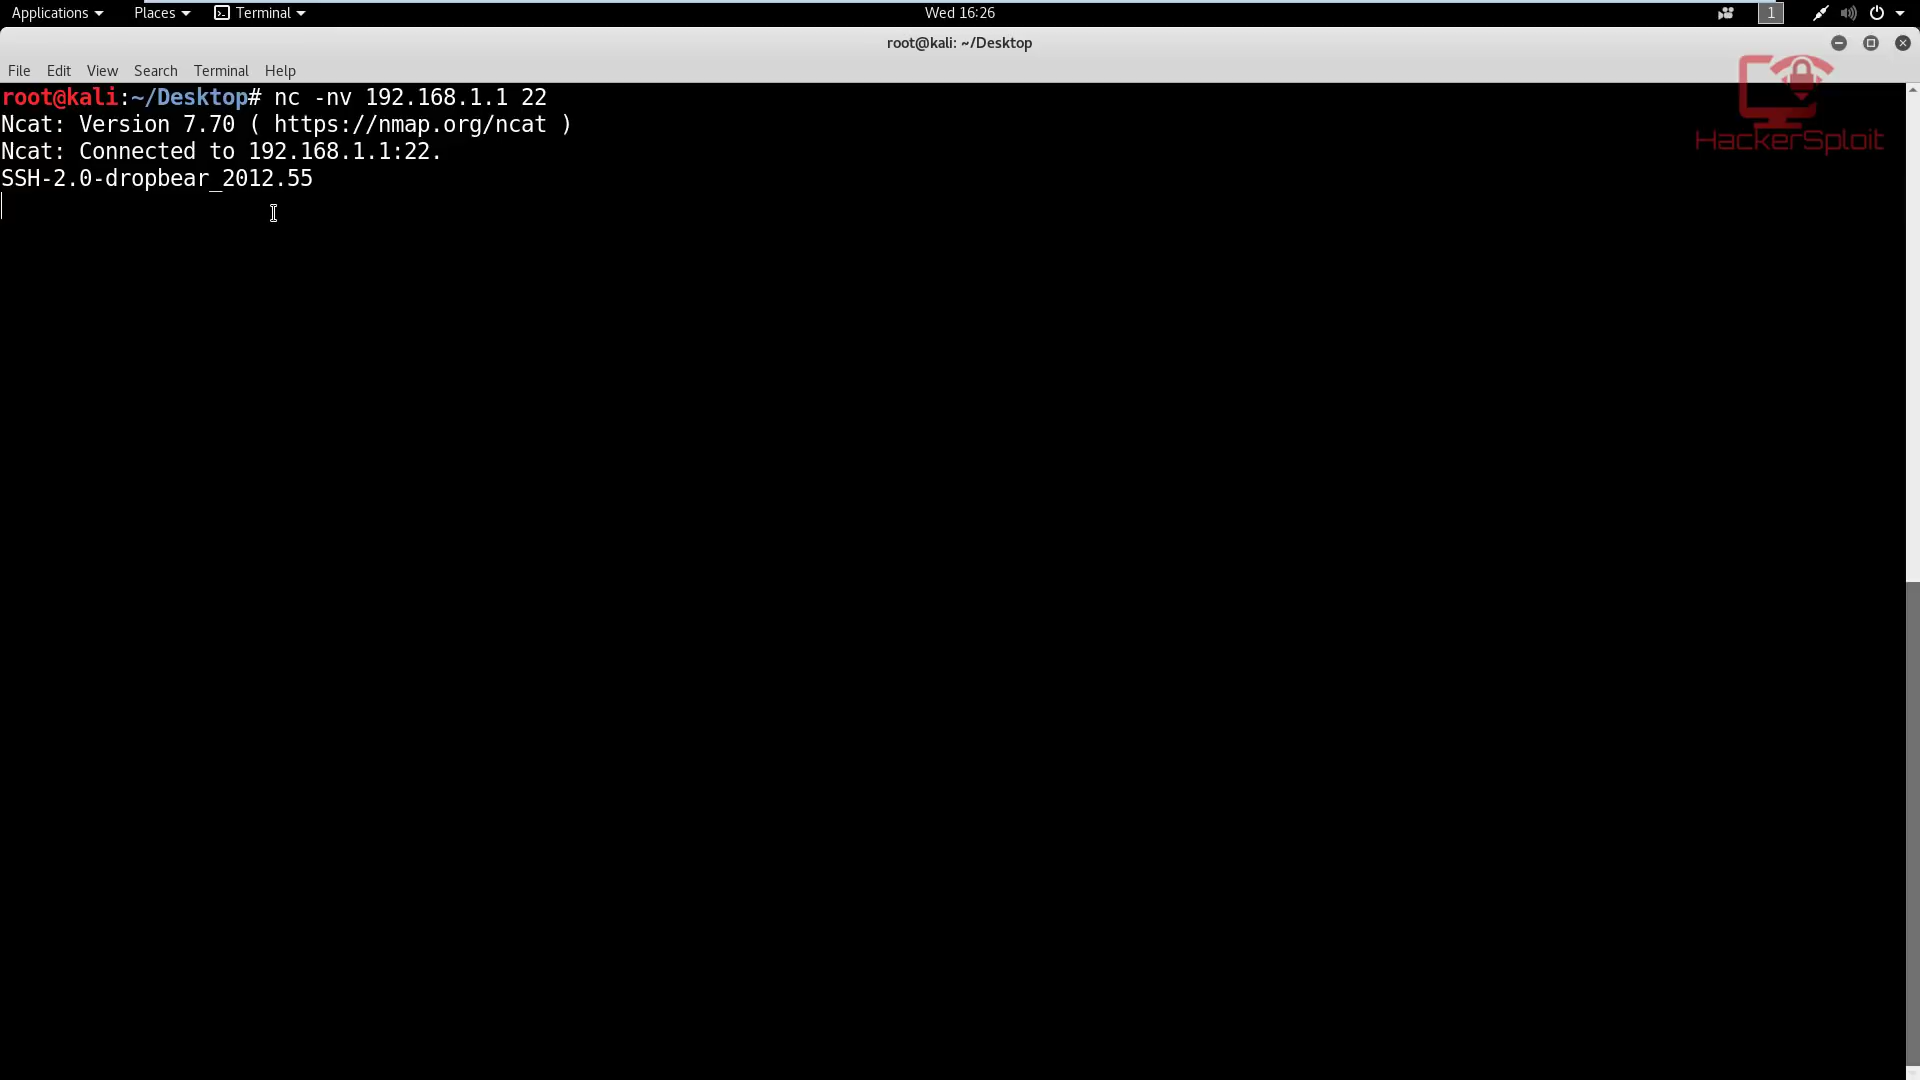 Applications Places Terminal Wed 16:26 1
root@kali: ~/Desktop
File Edit View Search Terminal Help
root@kali:~/Desktop# nc -nv 192.168.1.1 22
Ncat: Version 7.70 ( https://nmap.org/ncat )
Ncat: Connected to 192.168.1.1:22.
SSH-2.0-dropbear_2012.55
HackerSploit